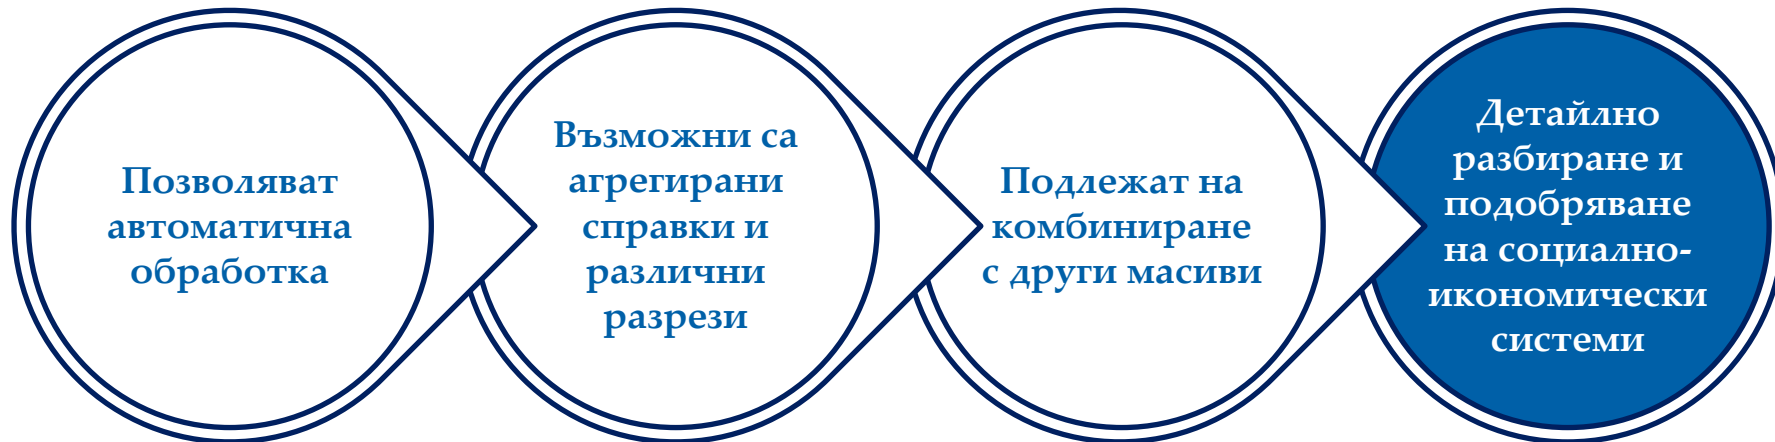 Позволяват
автоматична
обработка
Възможни са
агрегирани
справки и
различни
разрези
Подлежат на
комбиниране
с други масиви
Детайлно
разбиране и
подобряване
на социално-
икономически
системи